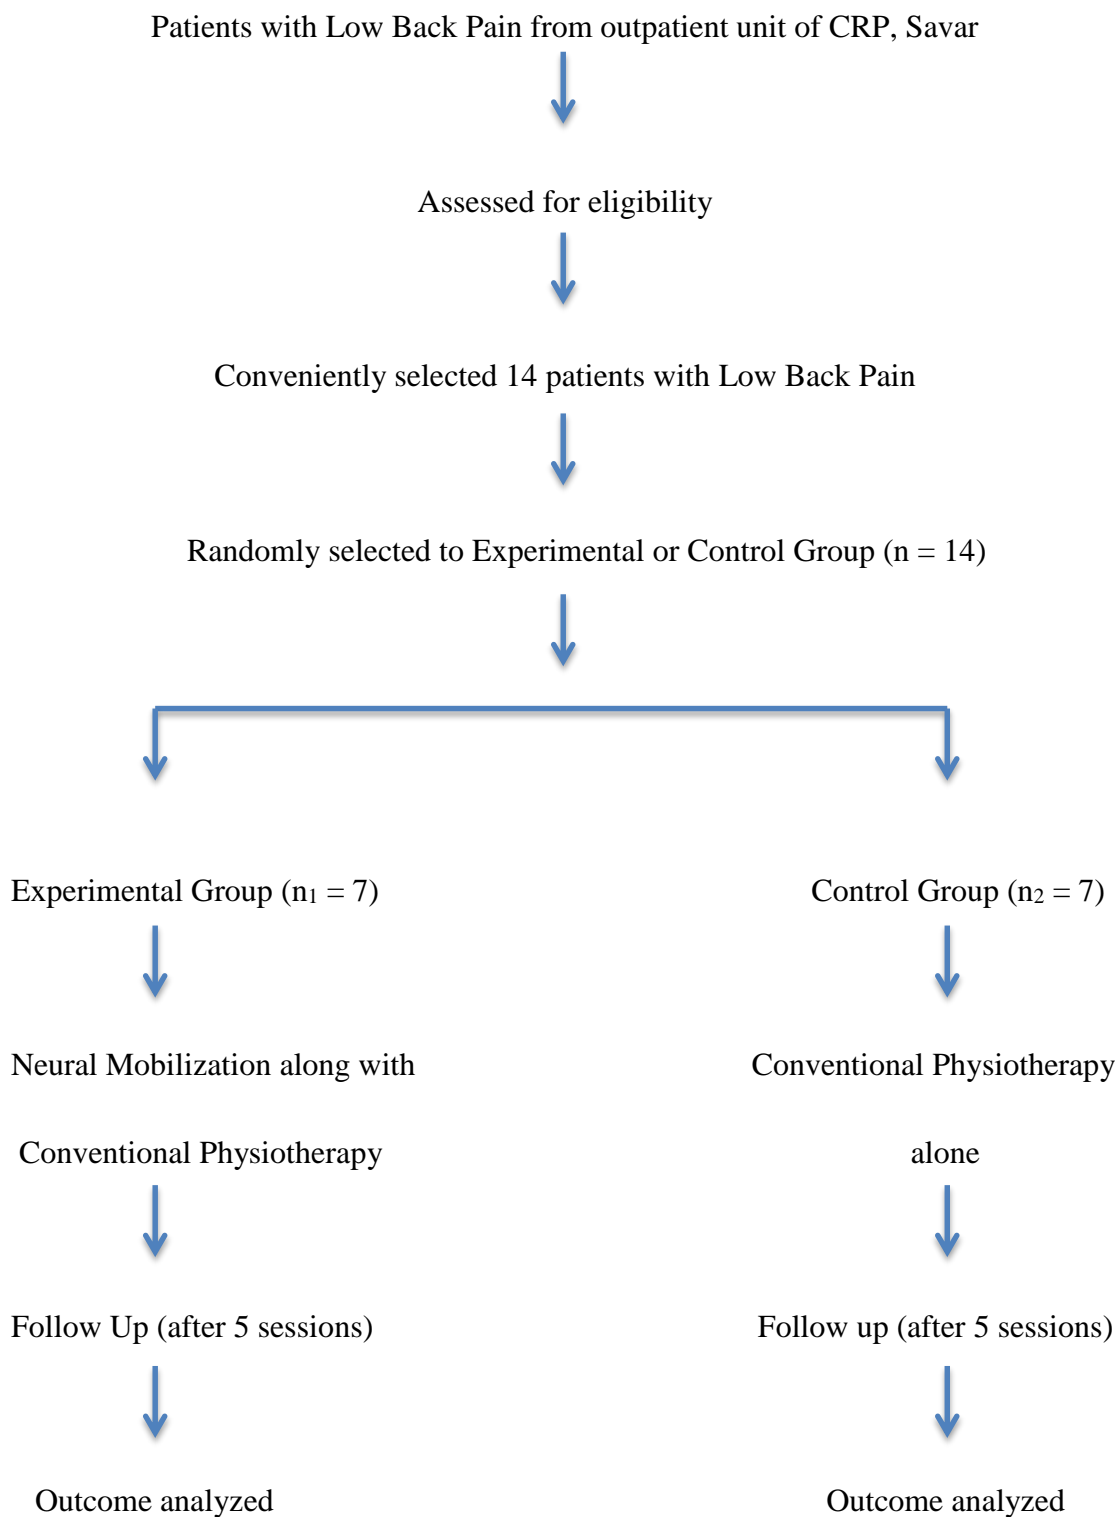 Patients with Low Back Pain from outpatient unit of CRP, Savar
Assessed for eligibility
Conveniently selected 14 patients with Low Back Pain
Randomly selected to Experimental or Control Group (n = 14)
Experimental Group (n₁ = 7)
Control Group (n₂ = 7)
Neural Mobilization along with
Conventional Physiotherapy
Conventional Physiotherapy
alone
Follow Up (after 5 sessions)
Follow up (after 5 sessions)
Outcome analyzed
Outcome analyzed